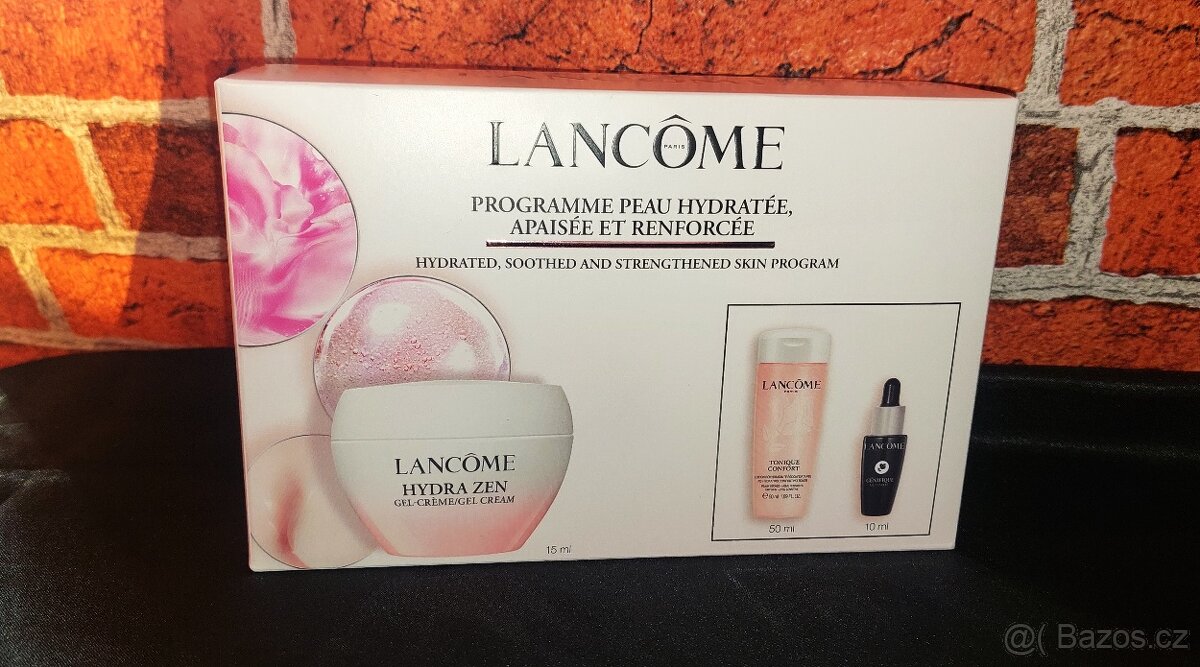 LANCÔME
PARIS
PROGRAMME PEAU HYDRATÉE,
APAISÉE ET RENFORCÉE
HYDRATED, SOOTHED AND STRENGTHENED SKIN PROGRAM
LANCÔME
HYDRA ZEN
GEL-CRÈME/GEL CREAM
15 ml
LANCÔME
PARIS
TONIQUE
CONFORT
50 ml
LANCÔME
GÉNIFIQUE
10 ml
@( Bazos.cz